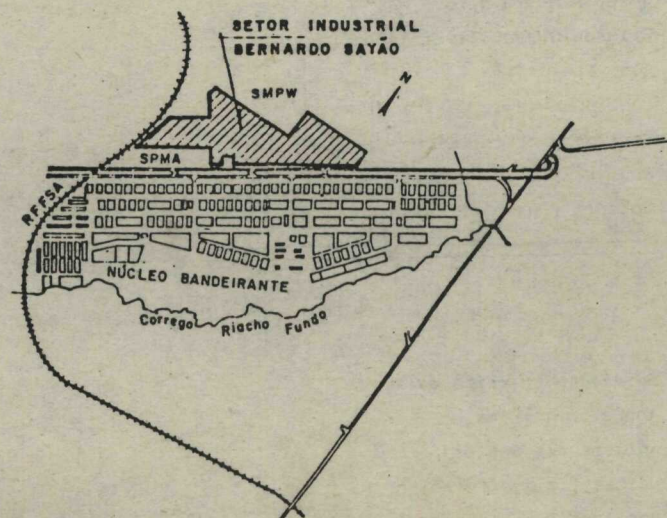 SETOR INDUSTRIAL
BERNARDO SAYÃO
N
SMPW
SPMA
RFFSA
NÚCLEO BANDEIRANTE
Corrego Riacho Fundo